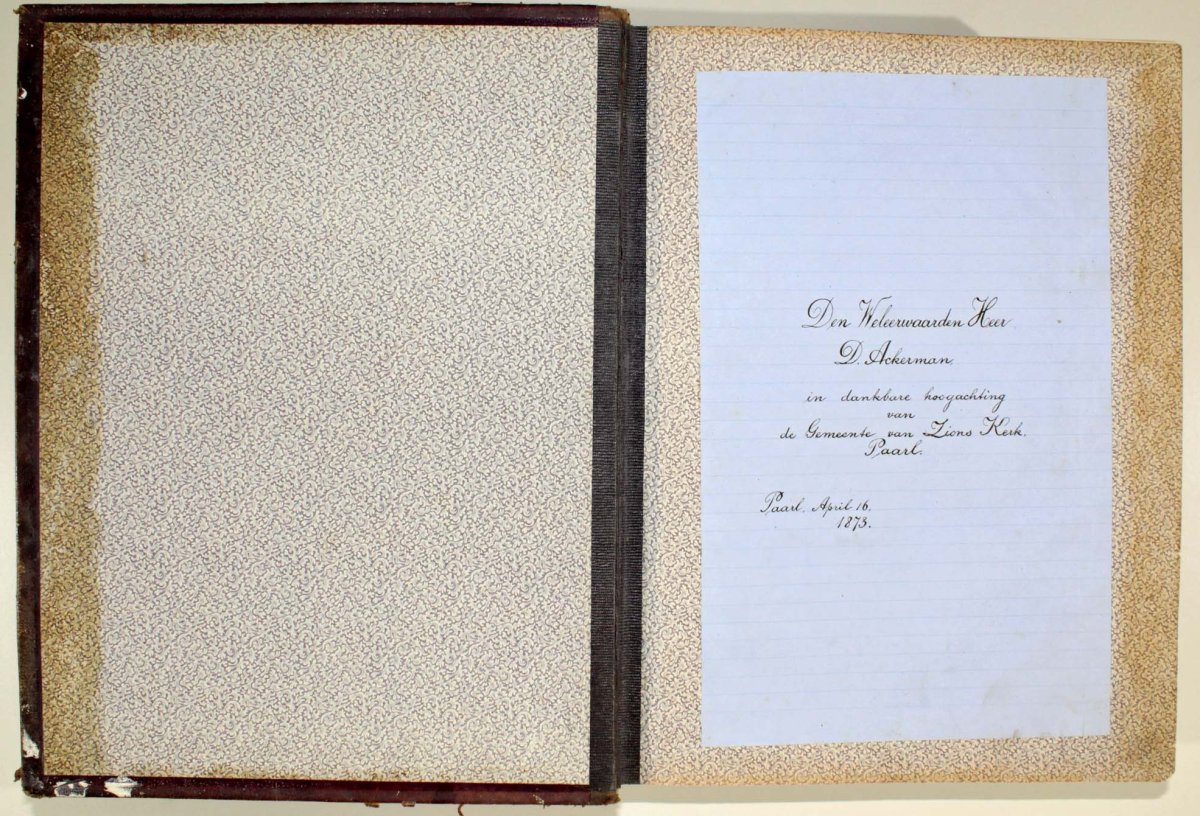 Den Weleerwaarden Heer
D. Ackerman.
in dankbare hoogachting
van
de Gemeente van Zions Kerk.
Paarl.
Paarl. April 16.
1873.